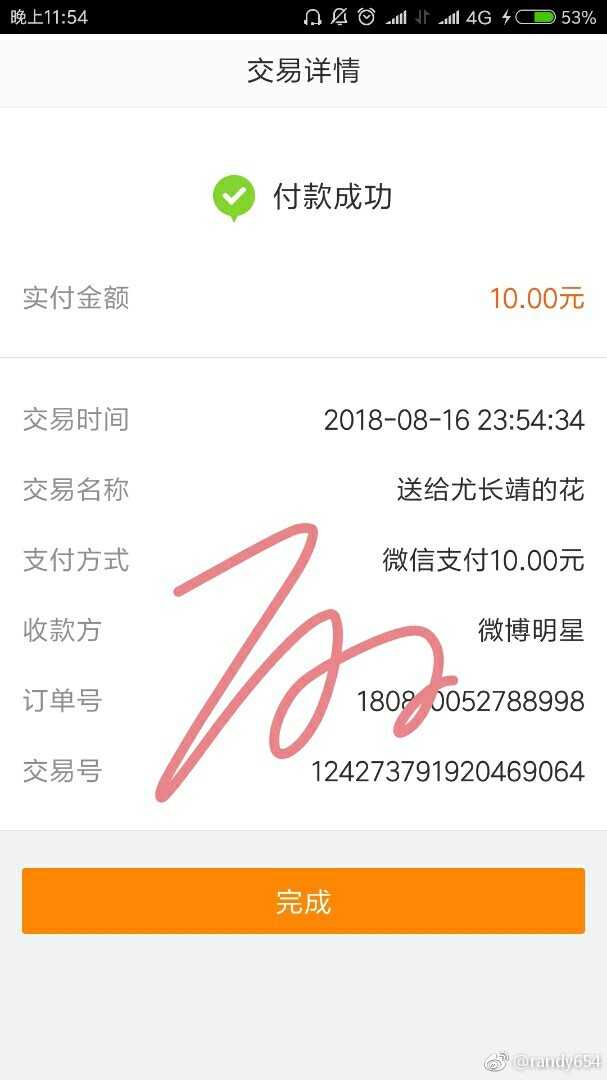 晚上11:54 4G 53%
交易详情
付款成功
实付金额 10.00元
交易时间 2018-08-16 23:54:34
交易名称 送给尤长靖的花
支付方式 微信支付10.00元
收款方 微博明星
订单号
交易号 124273791920469064
完成
@randy654